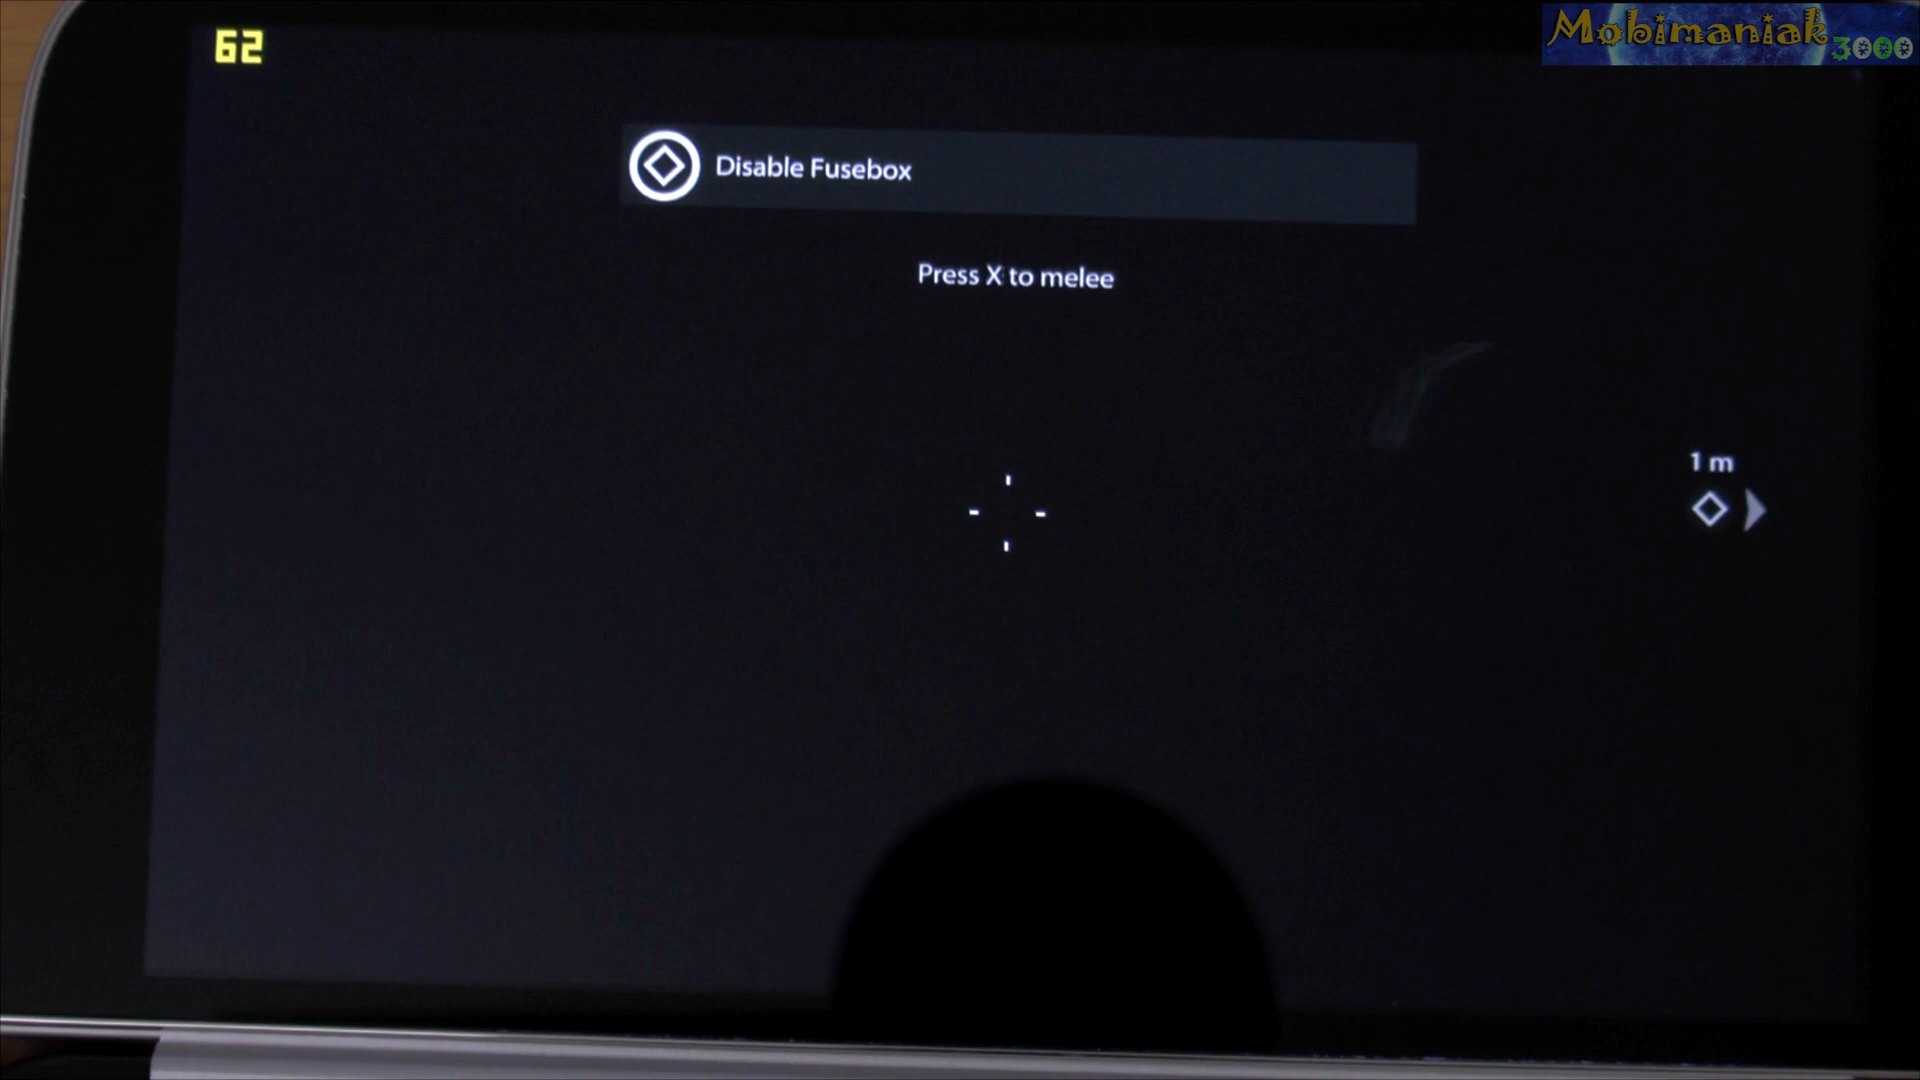 62
Mobimaniak
3000
Disable Fusebox
Press X to melee
1 m